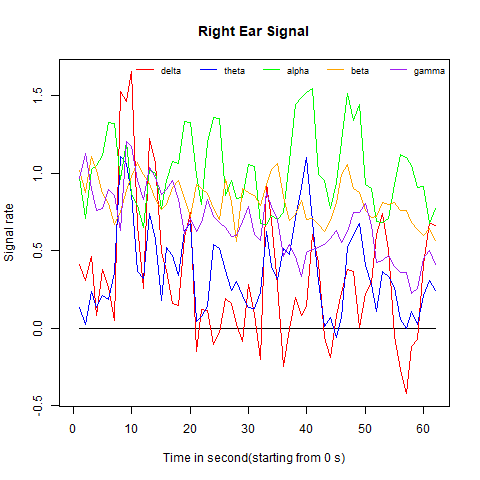 Right Ear Signal
delta theta alpha beta gamma
1.5
1.0
0.5
0.0
-0.5
Signal rate
0 10 20 30 40 50 60
Time in second(starting from 0 s)